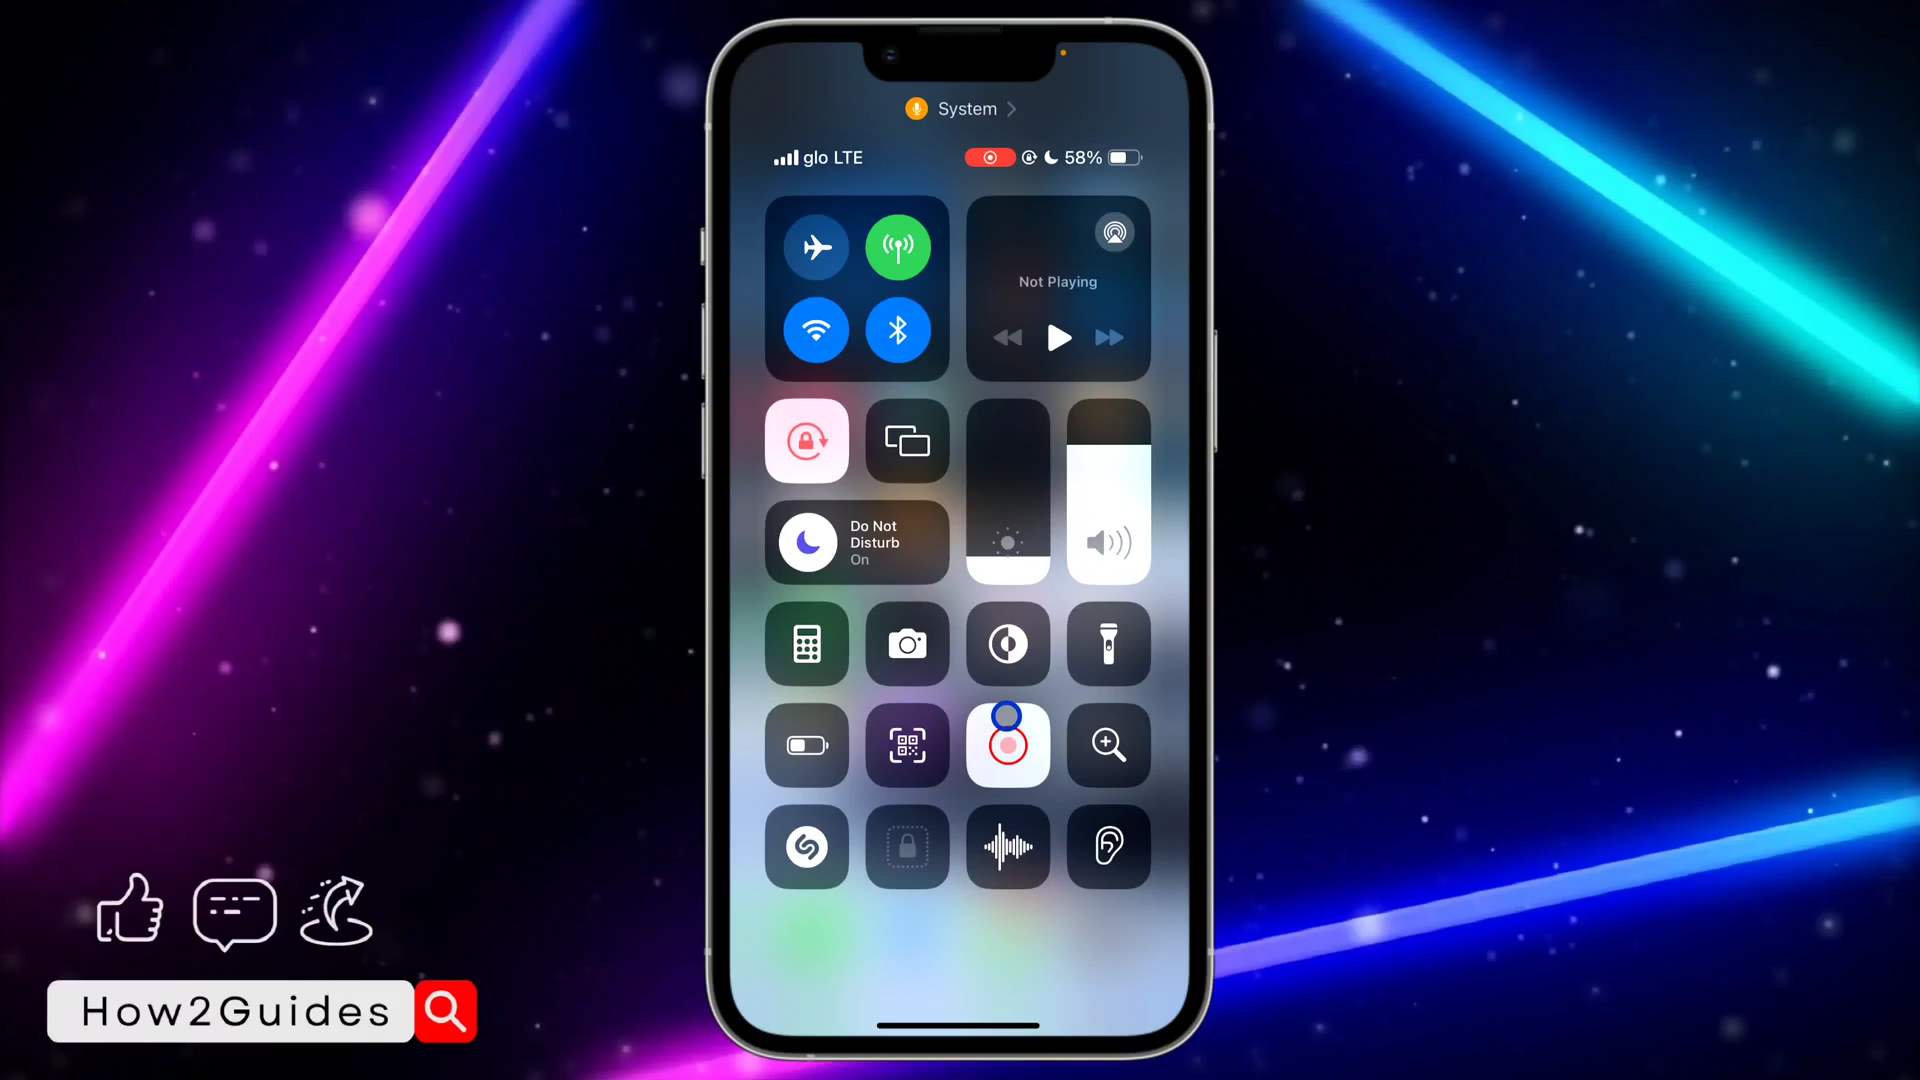 System
glo LTE
58%
Not Playing
Do Not
Disturb
On
How2Guides